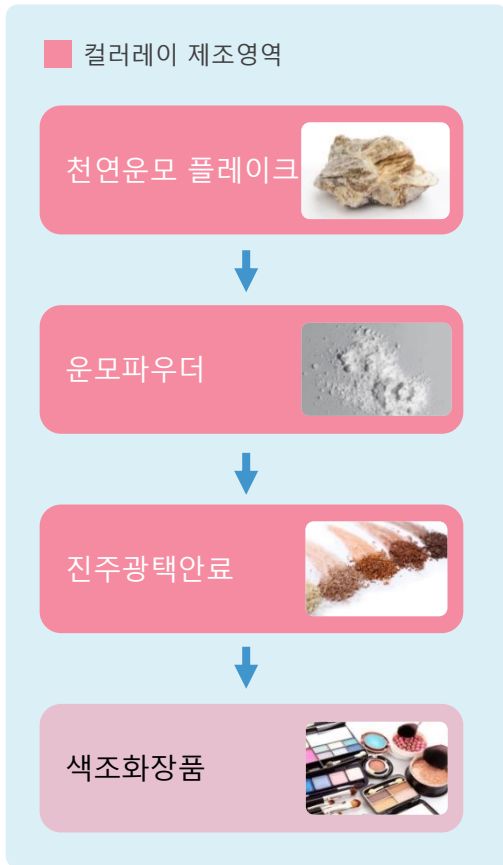 컬러레이 제조영역
천연운모 플레이크
운모파우더
진주광택안료
색조화장품